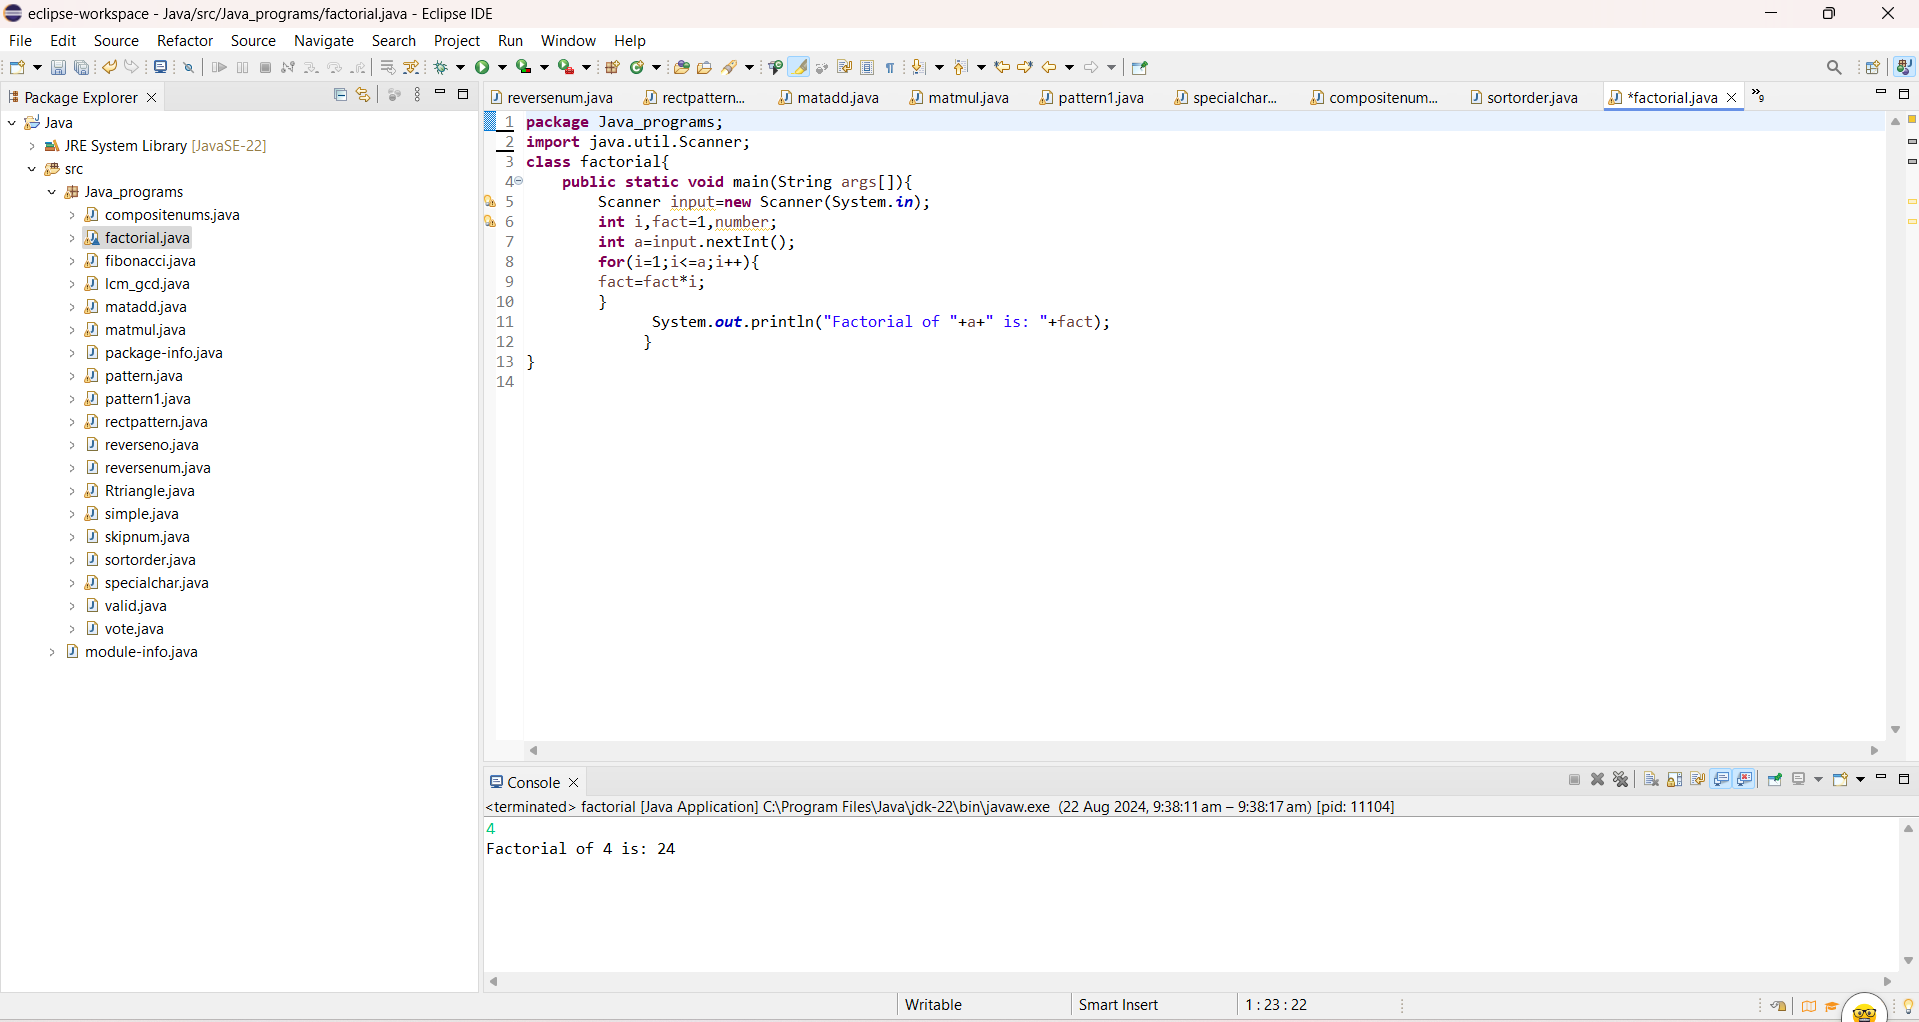 eclipse-workspace - Java/src/Java_programs/factorial.java - Eclipse IDE
File Edit Source Refactor Source Navigate Search Project Run Window Help
Package Explorer
Java
JRE System Library [JavaSE-22]
src
Java_programs
compositenums.java
factorial.java
fibonacci.java
lcm_gcd.java
matadd.java
matmul.java
package-info.java
pattern.java
pattern1.java
rectpattern.java
reverseno.java
reversenum.java
Rtriangle.java
simple.java
skipnum.java
sortorder.java
specialchar.java
valid.java
vote.java
module-info.java
reversenum.java rectpattern... matadd.java matmul.java pattern1.java specialchar... compositenum... sortorder.java *factorial.java »9
1 package Java_programs;
2 import java.util.Scanner;
3 class factorial{
4 public static void main(String args[]){
5 Scanner input=new Scanner(System.in);
6 int i,fact=1,number;
7 int a=input.nextInt();
8 for(i=1;i<=a;i++){
9 fact=fact*i;
10 }
11 System.out.println("Factorial of "+a+" is: "+fact);
12 }
13 }
14
Console
<terminated> factorial [Java Application] C:\Program Files\Java\jdk-22\bin\javaw.exe (22 Aug 2024, 9:38:11 am – 9:38:17 am) [pid: 11104]
4
Factorial of 4 is: 24
Writable Smart Insert 1 : 23 : 22